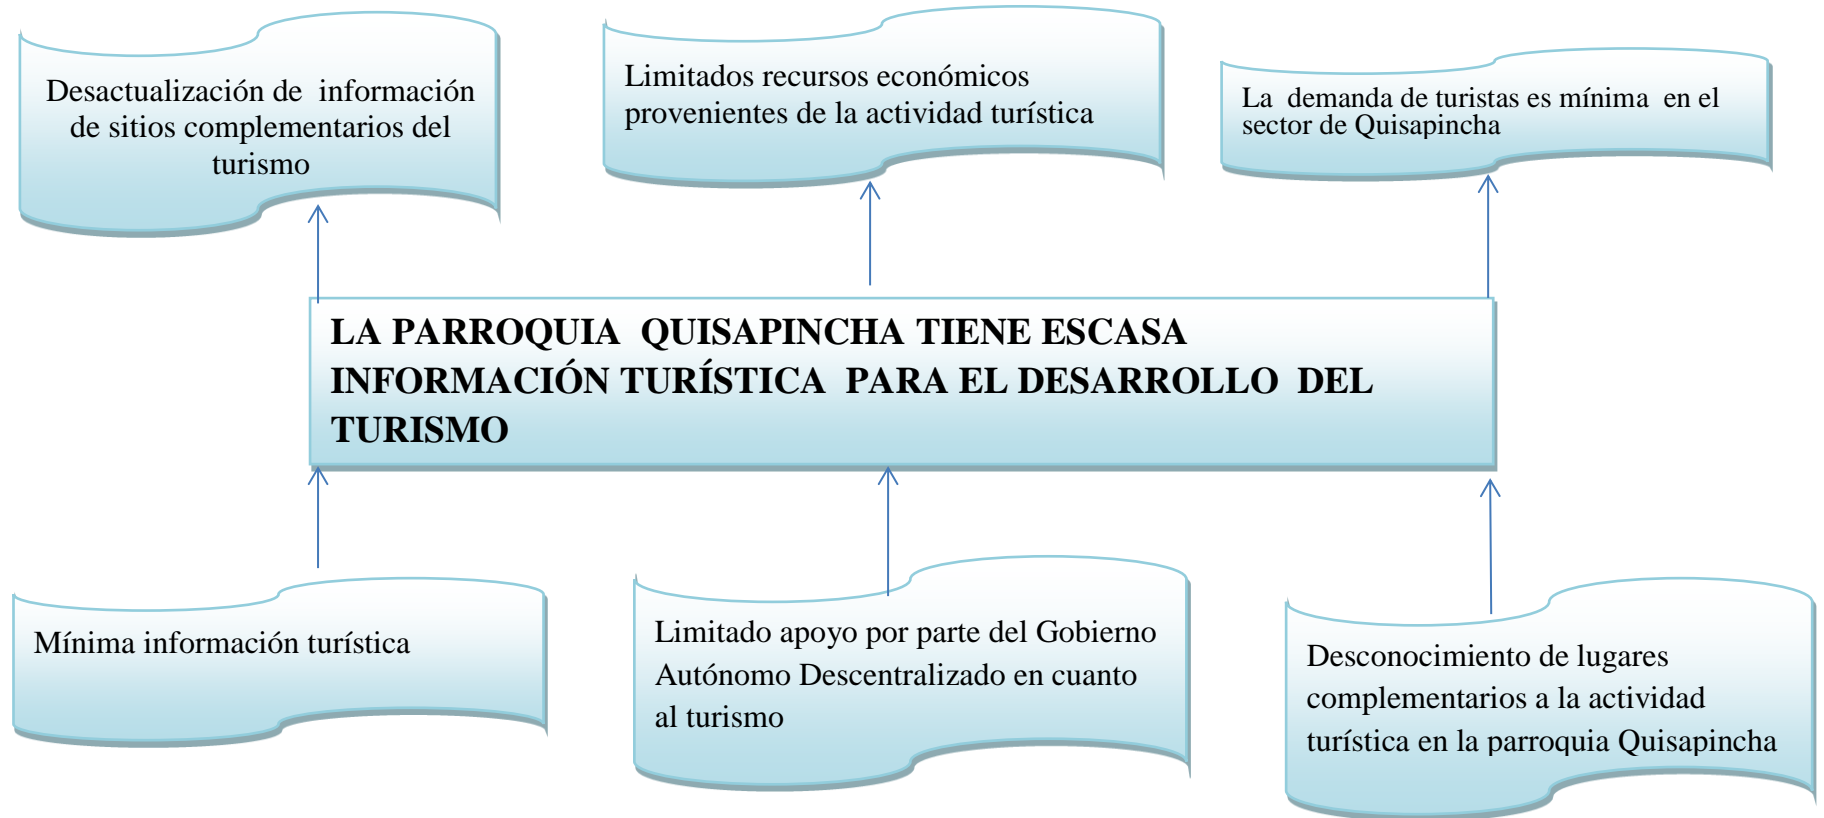 Desactualización de información
de sitios complementarios del
turismo
Limitados recursos económicos
provenientes de la actividad turística
La demanda de turistas es mínima en el
sector de Quisapincha
LA PARROQUIA QUISAPINCHA TIENE ESCASA
INFORMACIÓN TURÍSTICA PARA EL DESARROLLO DEL
TURISMO
Mínima información turística
Limitado apoyo por parte del Gobierno
Autónomo Descentralizado en cuanto
al turismo
Desconocimiento de lugares
complementarios a la actividad
turística en la parroquia Quisapincha